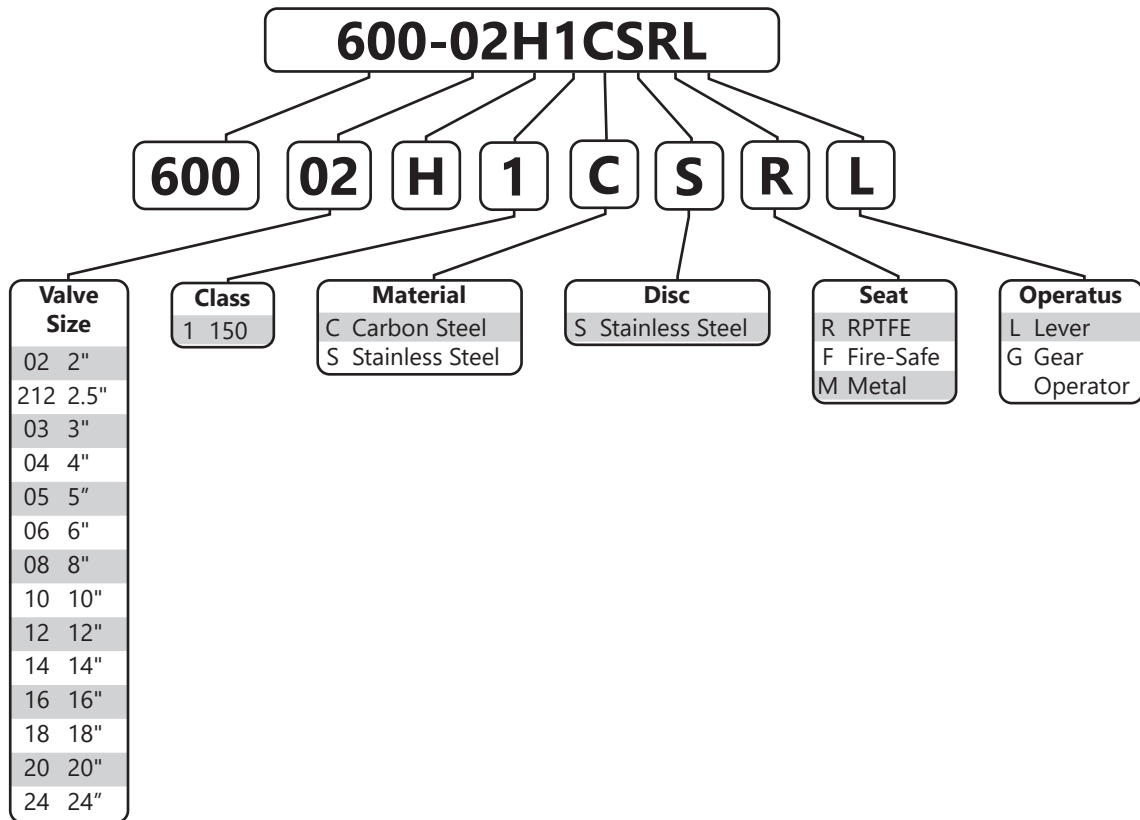 600-02H1CSRL
600 02 H 1 C S R L
Valve
Size
02 2"
212 2.5"
03 3"
04 4"
05 5"
06 6"
08 8"
10 10"
12 12"
14 14"
16 16"
18 18"
20 20"
24 24"
Class
1 150
Material
C Carbon Steel
S Stainless Steel
Disc
S Stainless Steel
Seat
R RPTFE
F Fire-Safe
M Metal
Operatus
L Lever
G Gear
Operator